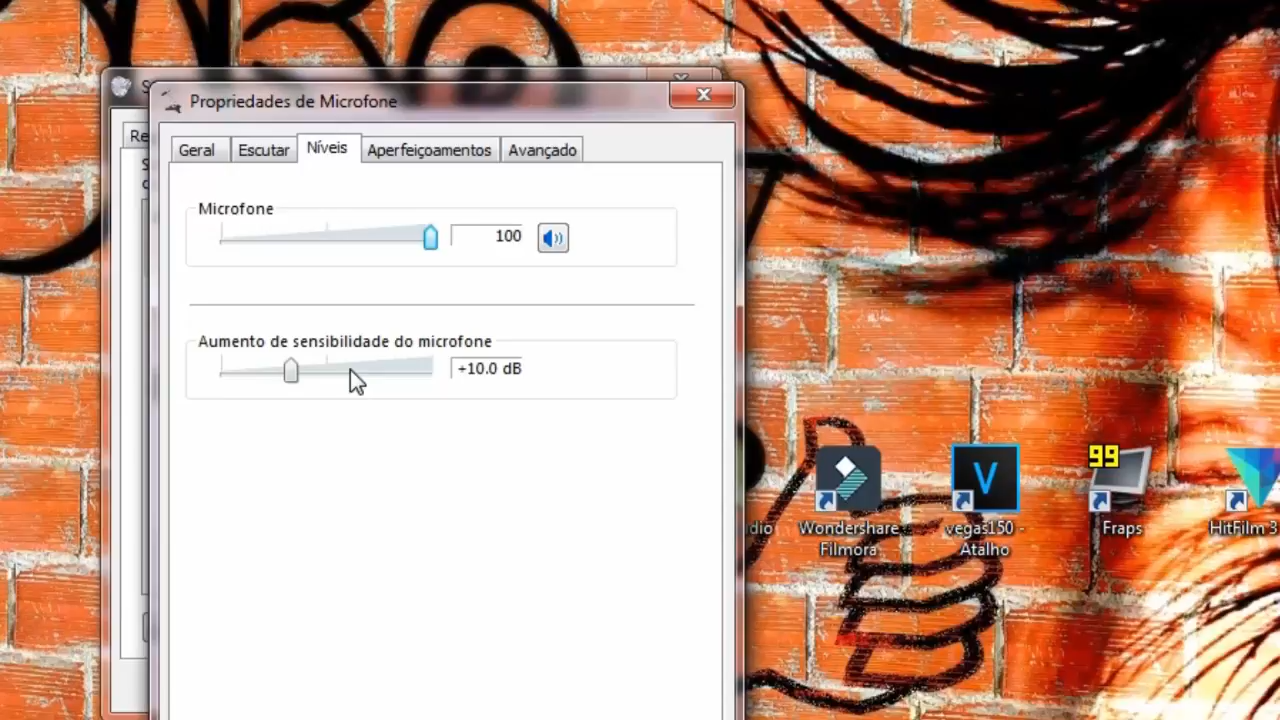 Propriedades de Microfone
Geral
Escutar
Níveis
Aperfeiçoamentos
Avançado
Microfone
100
Aumento de sensibilidade do microfone
+10.0 dB
99
V
Wondershare
Filmora
vegas150 -
Atalho
Fraps
HitFilm 3